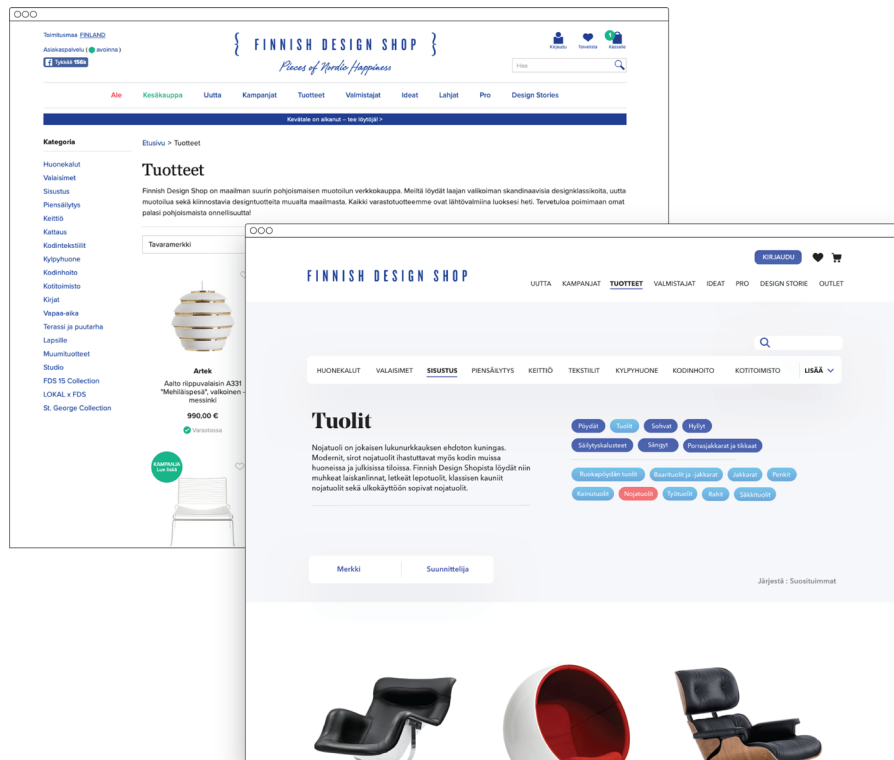 Toimitusmaa FINLAND
Asiakaspalvelu ( avoinna )
Tykkää 156k
{ FINNISH DESIGN SHOP }
Pieces of Nordic Happiness
Kirjaudu
Toivelista
1
Kassalle
Hae
Ale
Kesäkauppa
Uutta
Kampanjat
Tuotteet
Valmistajat
Ideat
Lahjat
Pro
Design Stories
Kevätale on alkanut – tee löytöjä! >
Kategoria
Huonekalut
Valaisimet
Sisustus
Piensäilytys
Keittiö
Kattaus
Kodintekstiilit
Kylpyhuone
Kodinhoito
Kotitoimisto
Kirjat
Vapaa-aika
Terassi ja puutarha
Lapsille
Muumituotteet
Studio
FDS 15 Collection
LOKAL x FDS
St. George Collection
Etusivu > Tuotteet
Tuotteet
Finnish Design Shop on maailman suurin pohjoismaisen muotoilun verkkokauppa. Meiltä löydät laajan valikoiman skandinaavisia designklassikoita, uutta
muotoilua sekä kiinnostavia designtuotteita muualta maailmasta. Kaikki varastotuotteemme ovat lähtövalmiina luoksesi heti. Tervetuloa poimimaan omat
palasi pohjoismaista onnellisuutta!
Tavaramerkki
Artek
Aalto riippuvalaisin A331
"Mehiläispesä", valkoinen -
messinki
990,00 €
Varastossa
KAMPANJA
Lue lisää
KIRJAUDU
FINNISH DESIGN SHOP
UUTTA
KAMPANJAT
TUOTTEET
VALMISTAJAT
IDEAT
PRO
DESIGN STORIE
OUTLET
HUONEKALUT
VALAISIMET
SISUSTUS
PIENSÄILYTYS
KEITTIÖ
TEKSTIILIT
KYLPYHUONE
KODINHOITO
KOTITOIMISTO
LISÄÄ
Tuolit
Nojatuoli on jokaisen lukunurkkauksen ehdoton kuningas.
Modernit, sirot nojatuolit ihastuttavat myös kodin muissa
huoneissa ja julkisissa tiloissa. Finnish Design Shopista löydät niin
muhkeat laiskanlinnat, letkeät lepotuolit, klassisen kauniit
nojatuolit sekä ulkokäyttöön sopivat nojatuolit.
Pöydät
Tuolit
Sohvat
Hyllyt
Säilytyskalusteet
Sängyt
Porrasjakkarat ja tikkaat
Ruokapöydän tuolit
Baarituolit ja -jakkarat
Jakkarat
Penkit
Keinutuolit
Nojatuolit
Työtuolit
Rahit
Säkkituolit
Merkki
Suunnittelija
Järjestä : Suosituimmat